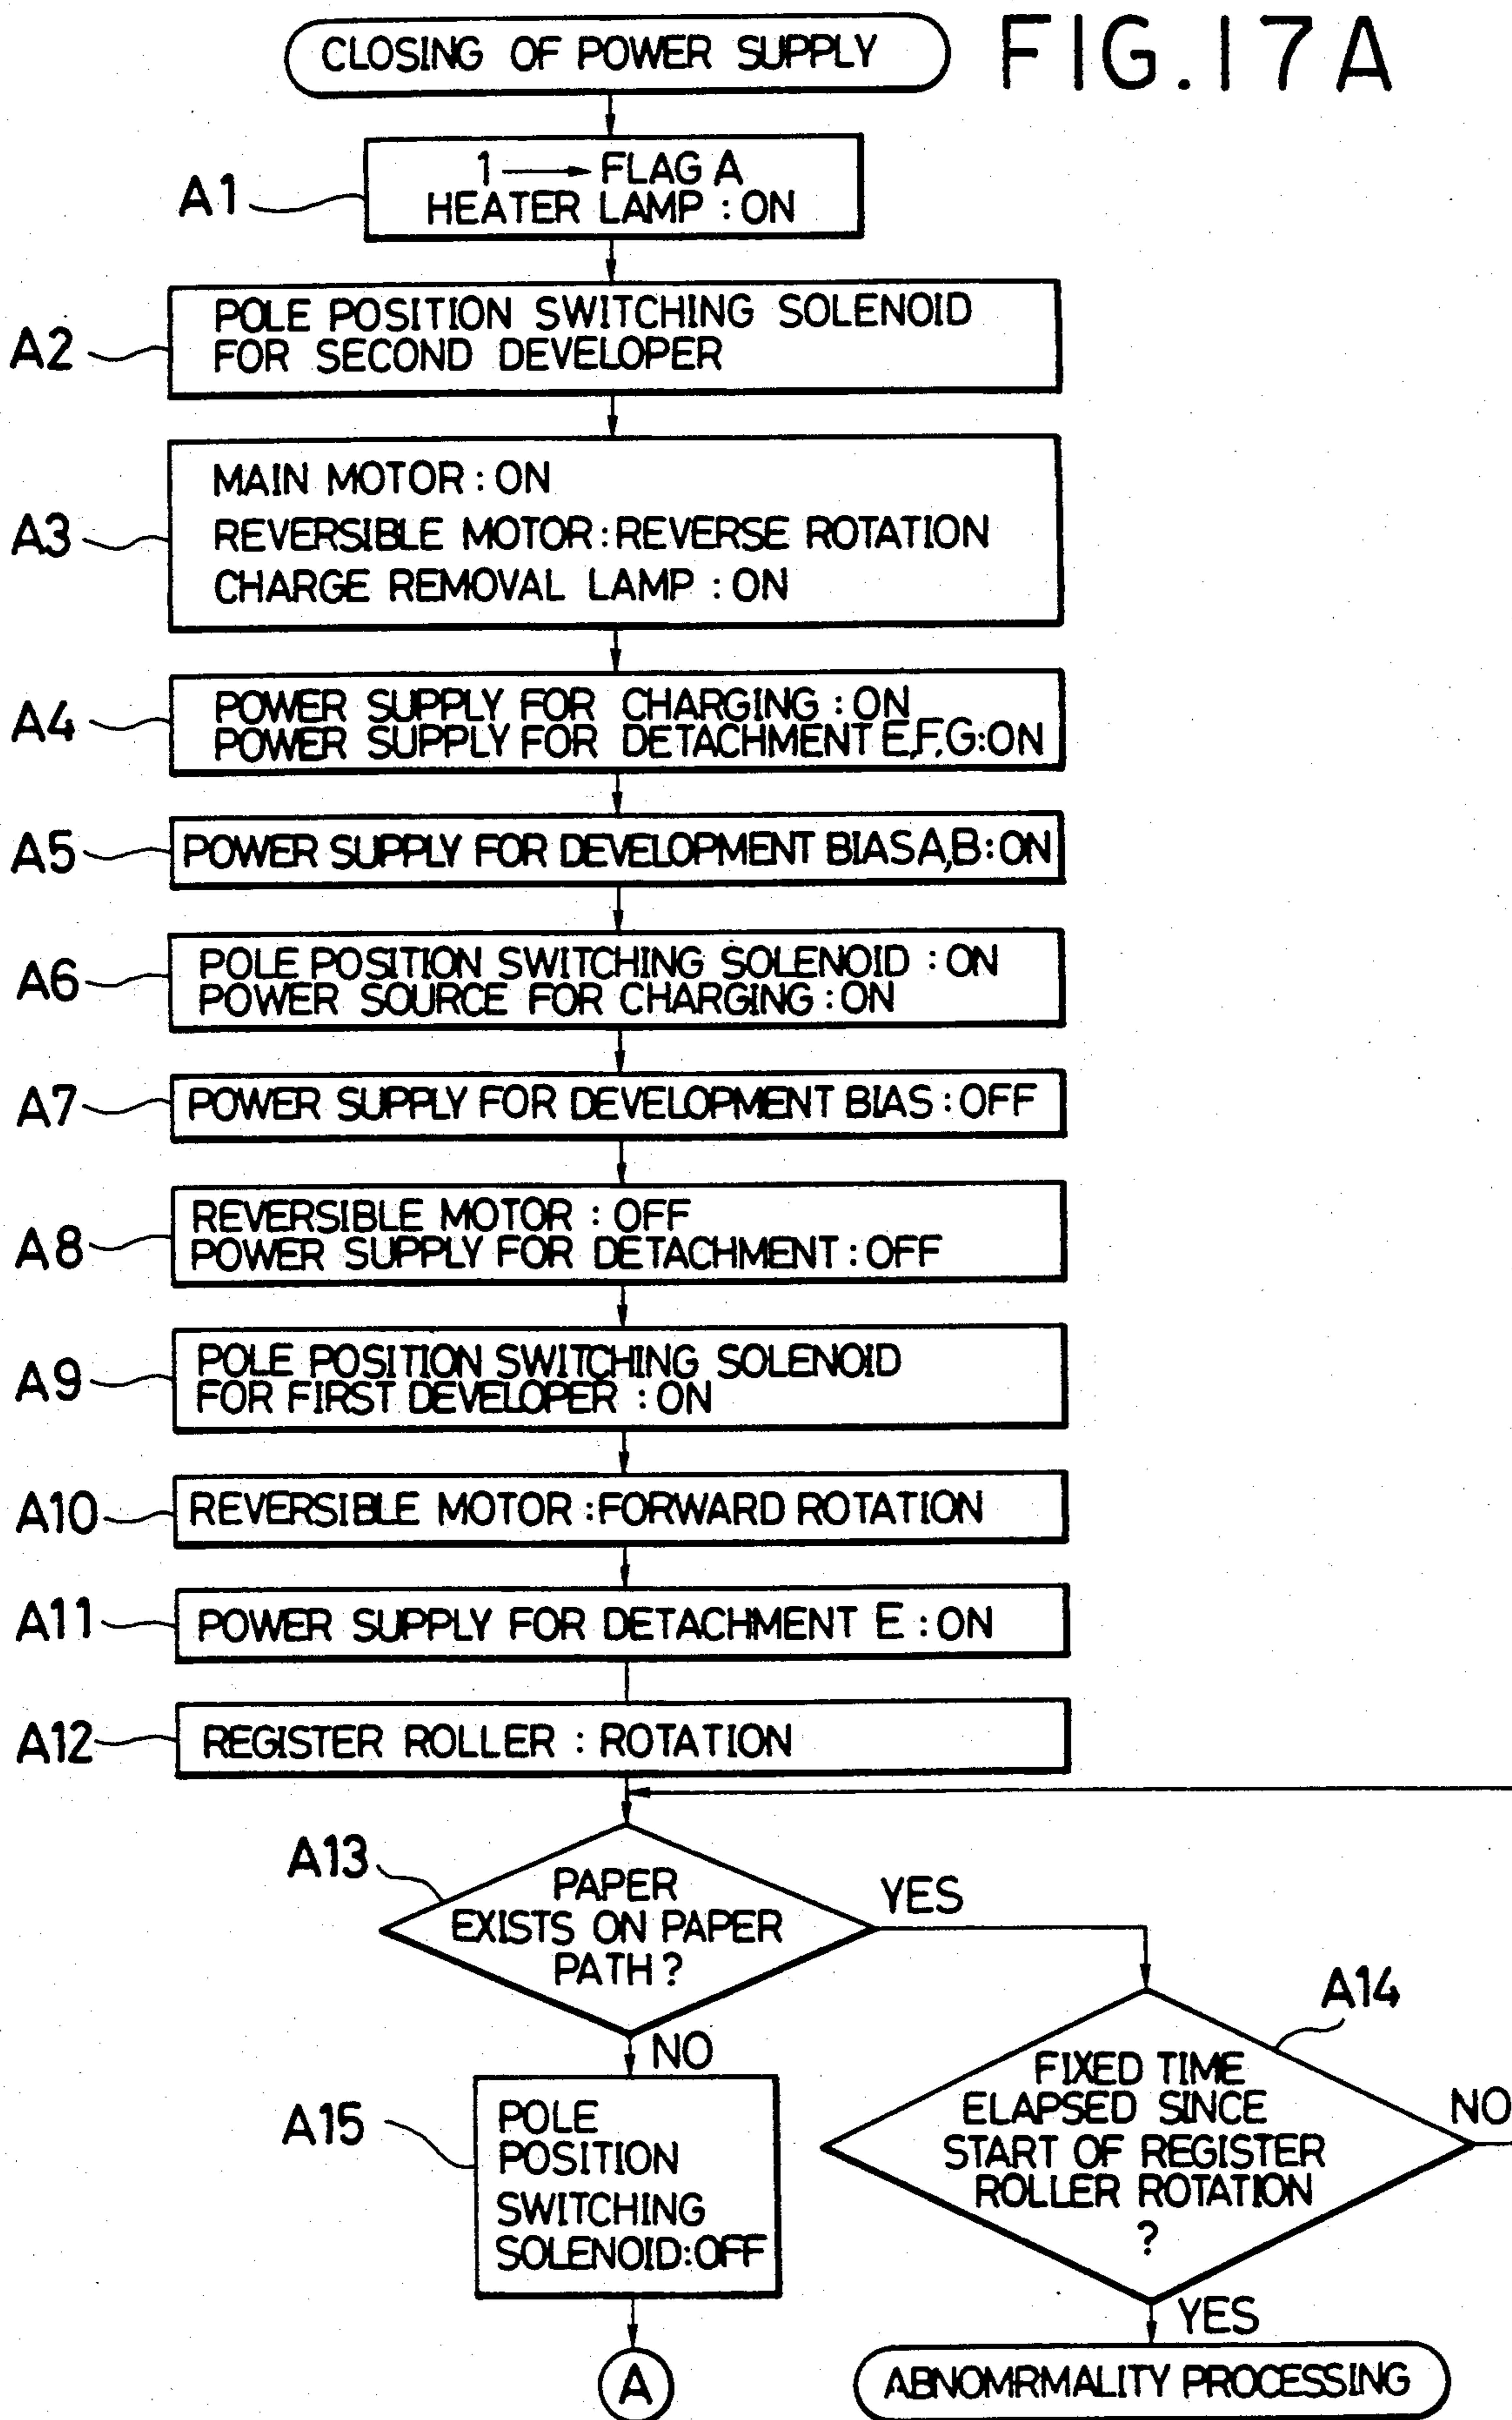 CLOSING OF POWER SUPPLY
FIG. 17A
A1
1 → FLAG A
HEATER LAMP : ON
A2
POLE POSITION SWITCHING SOLENOID
FOR SECOND DEVELOPER
A3
MAIN MOTOR : ON
REVERSIBLE MOTOR : REVERSE ROTATION
CHARGE REMOVAL LAMP : ON
A4
POWER SUPPLY FOR CHARGING : ON
POWER SUPPLY FOR DETACHMENT E,F,G:ON
A5
POWER SUPPLY FOR DEVELOPMENT BIAS A,B:ON
A6
POLE POSITION SWITCHING SOLENOID : ON
POWER SOURCE FOR CHARGING : ON
A7
POWER SUPPLY FOR DEVELOPMENT BIAS : OFF
A8
REVERSIBLE MOTOR : OFF
POWER SUPPLY FOR DETACHMENT : OFF
A9
POLE POSITION SWITCHING SOLENOID
FOR FIRST DEVELOPER : ON
A10
REVERSIBLE MOTOR : FORWARD ROTATION
A11
POWER SUPPLY FOR DETACHMENT E : ON
A12
REGISTER ROLLER : ROTATION
A13
PAPER
EXISTS ON PAPER
PATH ?
YES
NO
A14
FIXED TIME
ELAPSED SINCE
START OF REGISTER
ROLLER ROTATION
?
NO
YES
A15
POLE
POSITION
SWITCHING
SOLENOID:OFF
A
ABNOMRMALITY PROCESSING